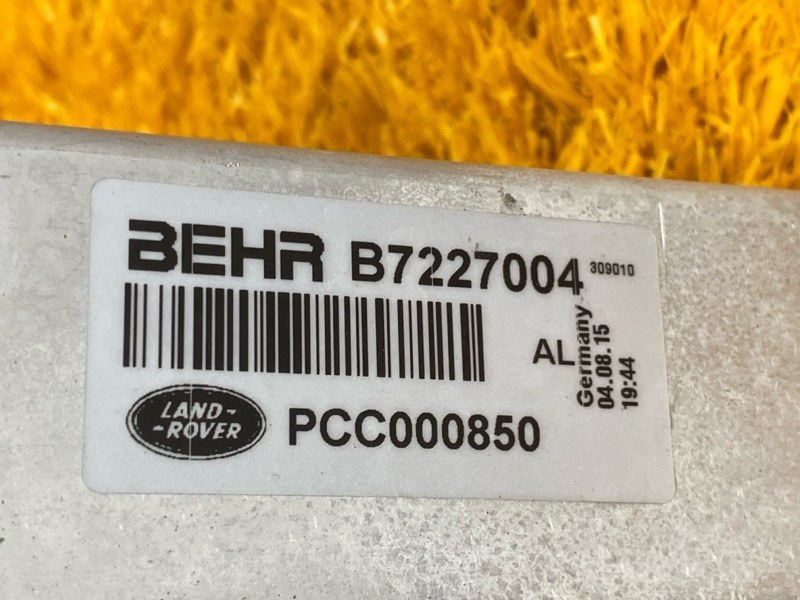 BEHR B7227004 309010
AL
Germany
04.08.15
19:44
LAND-
-ROVER
PCC000850